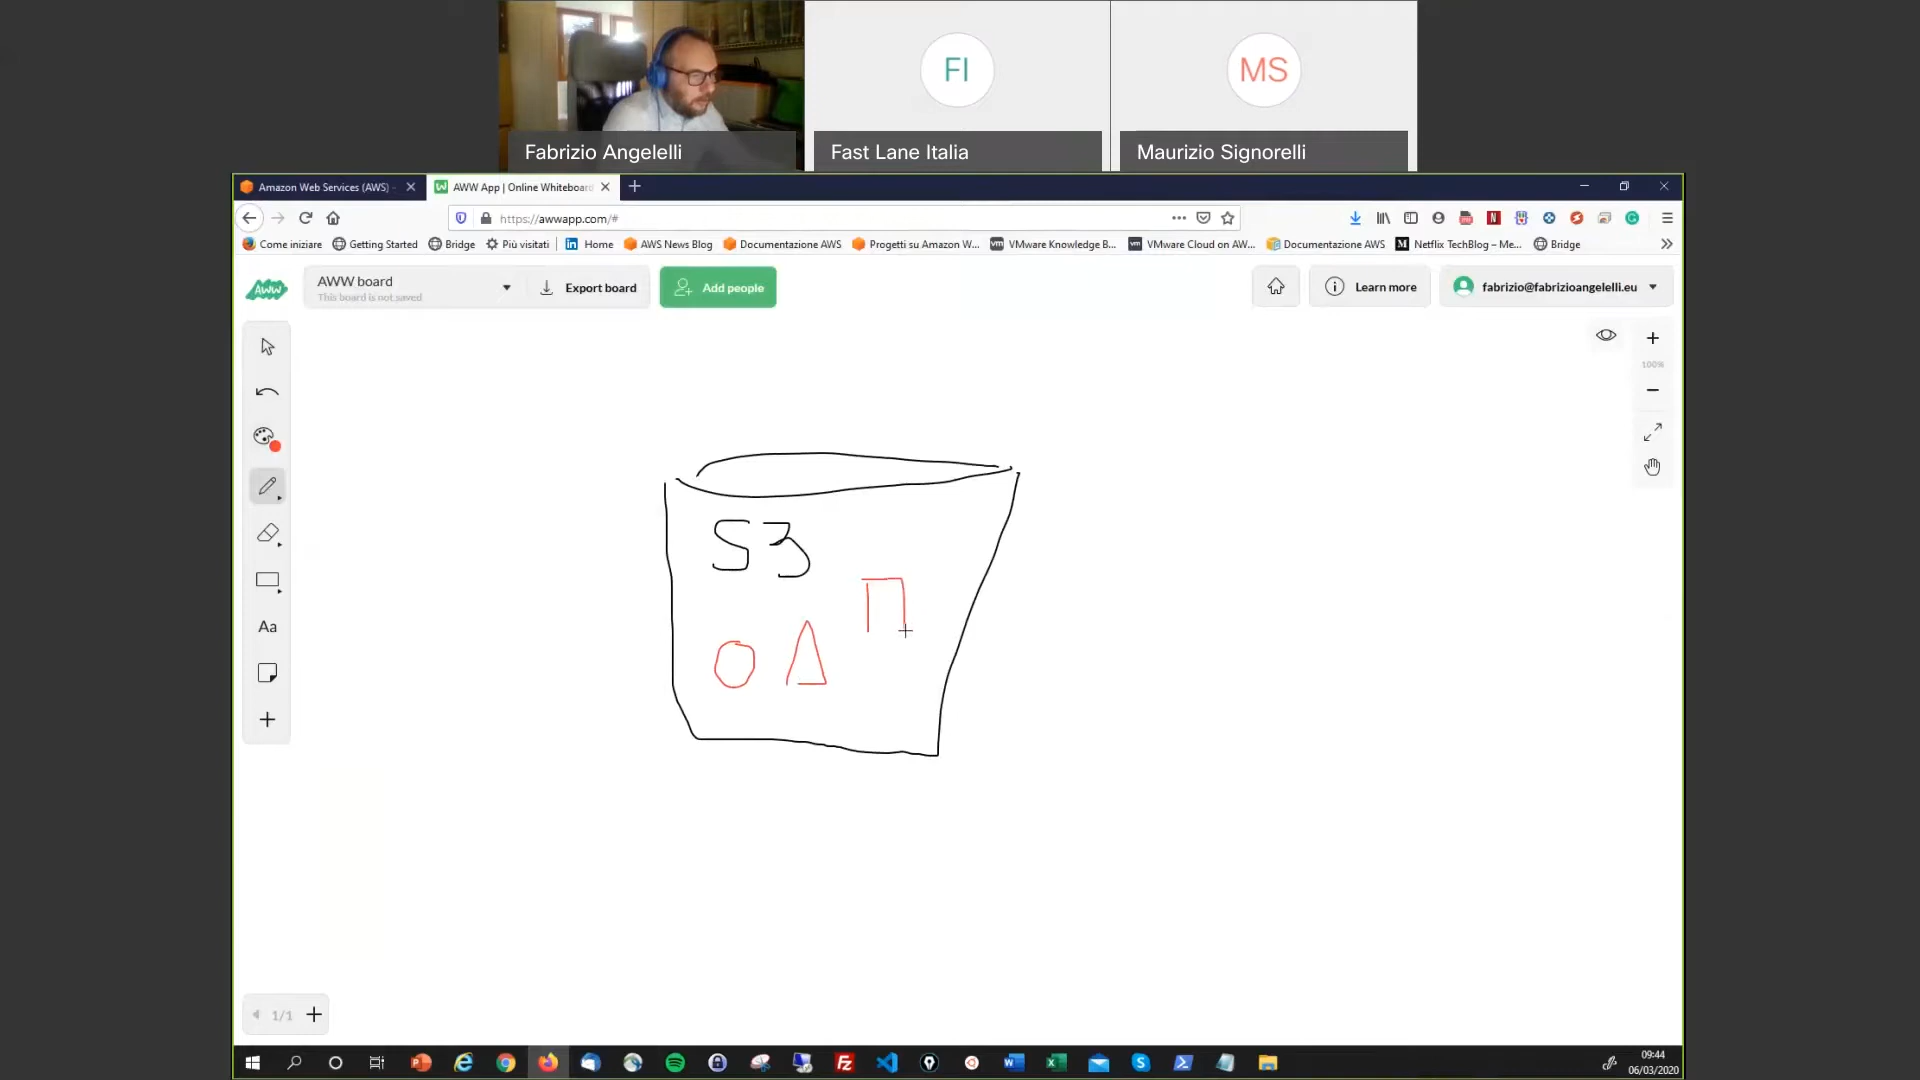 FI
MS
Fabrizio Angelelli
Fast Lane Italia
Maurizio Signorelli
Amazon Web Services (AWS) -
AWW App | Online Whiteboard
https://awwapp.com/#
Come iniziare
Getting Started
Bridge
Più visitati
Home
AWS News Blog
Documentazione AWS
Progetti su Amazon W...
VMware Knowledge B...
VMware Cloud on AW...
Documentazione AWS
Netflix TechBlog – Me...
Bridge
AWW
AWW board
This board is not saved
Export board
Add people
Learn more
fabrizio@fabrizioangelelli.eu
100%
Aa
S3
1/1
09:44
06/03/2020